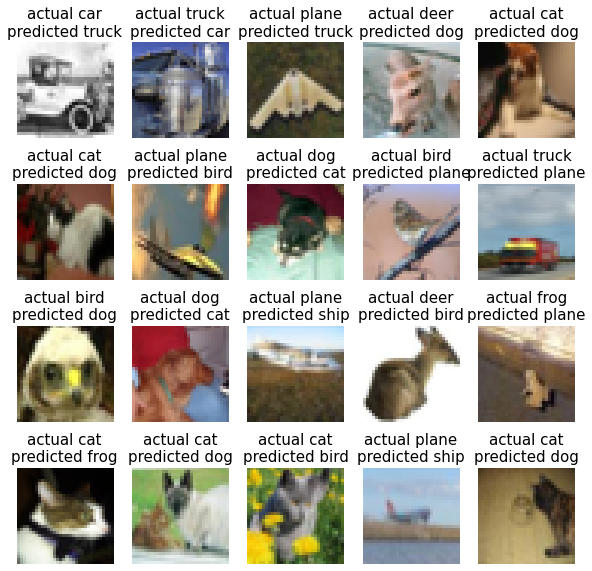 actual car
predicted truck
actual truck
predicted car
actual plane
predicted truck
actual deer
predicted dog
actual cat
predicted dog
actual cat
predicted dog
actual plane
predicted bird
actual dog
predicted cat
actual bird
predicted plane
actual truck
predicted plane
actual bird
predicted dog
actual dog
predicted cat
actual plane
predicted ship
actual deer
predicted bird
actual frog
predicted plane
actual cat
predicted frog
actual cat
predicted dog
actual cat
predicted bird
actual plane
predicted ship
actual cat
predicted dog